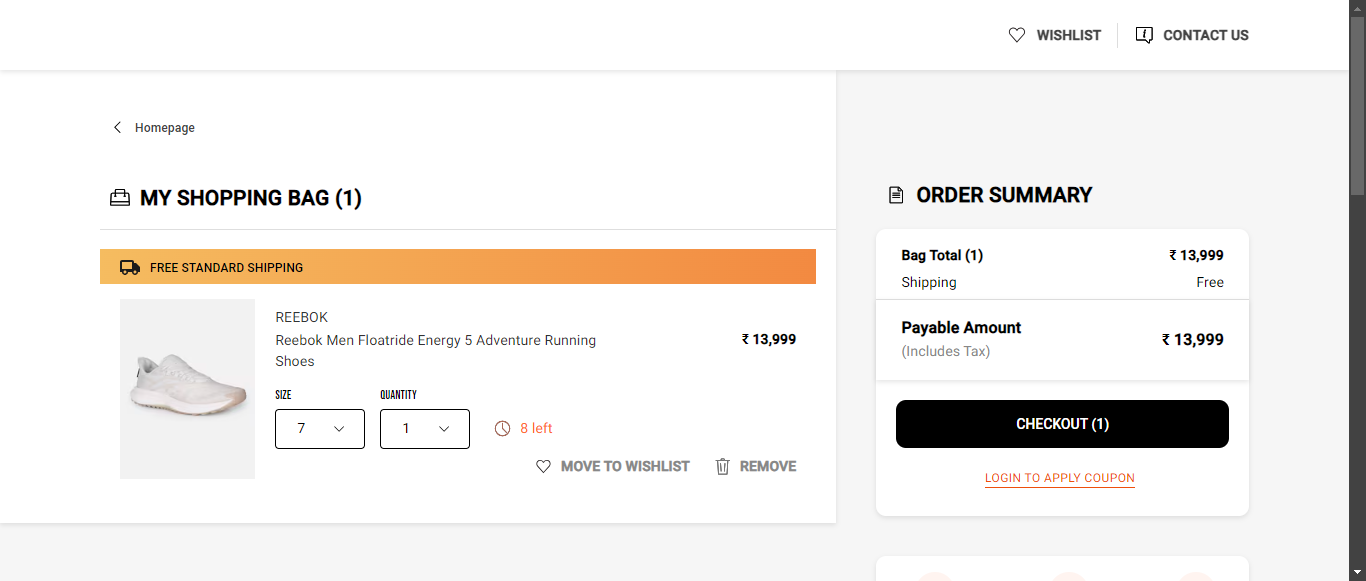 WISHLIST
CONTACT US
Homepage
MY SHOPPING BAG (1)
FREE STANDARD SHIPPING
REEBOK
Reebok Men Floatride Energy 5 Adventure Running
Shoes
₹ 13,999
SIZE
QUANTITY
7
1
8 left
MOVE TO WISHLIST
REMOVE
ORDER SUMMARY
Bag Total (1)
₹ 13,999
Shipping
Free
Payable Amount
(Includes Tax)
₹ 13,999
CHECKOUT (1)
LOGIN TO APPLY COUPON